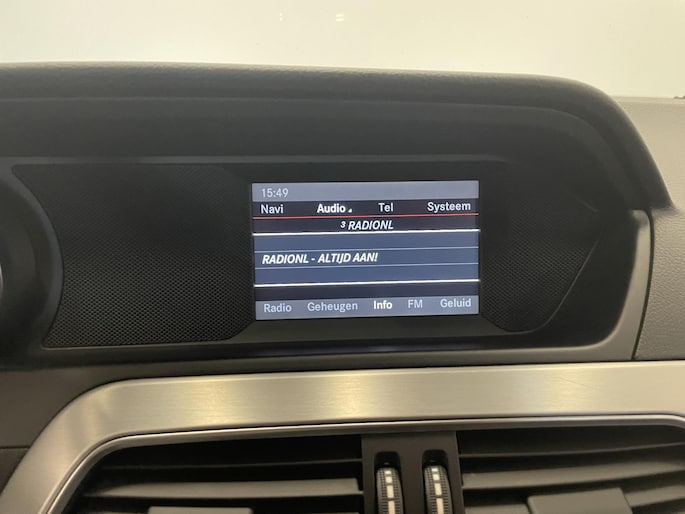 15:49
Navi Audio Tel Systeem
3 RADIONL
RADIONL - ALTIJD AAN!
Radio Geheugen Info FM Geluid